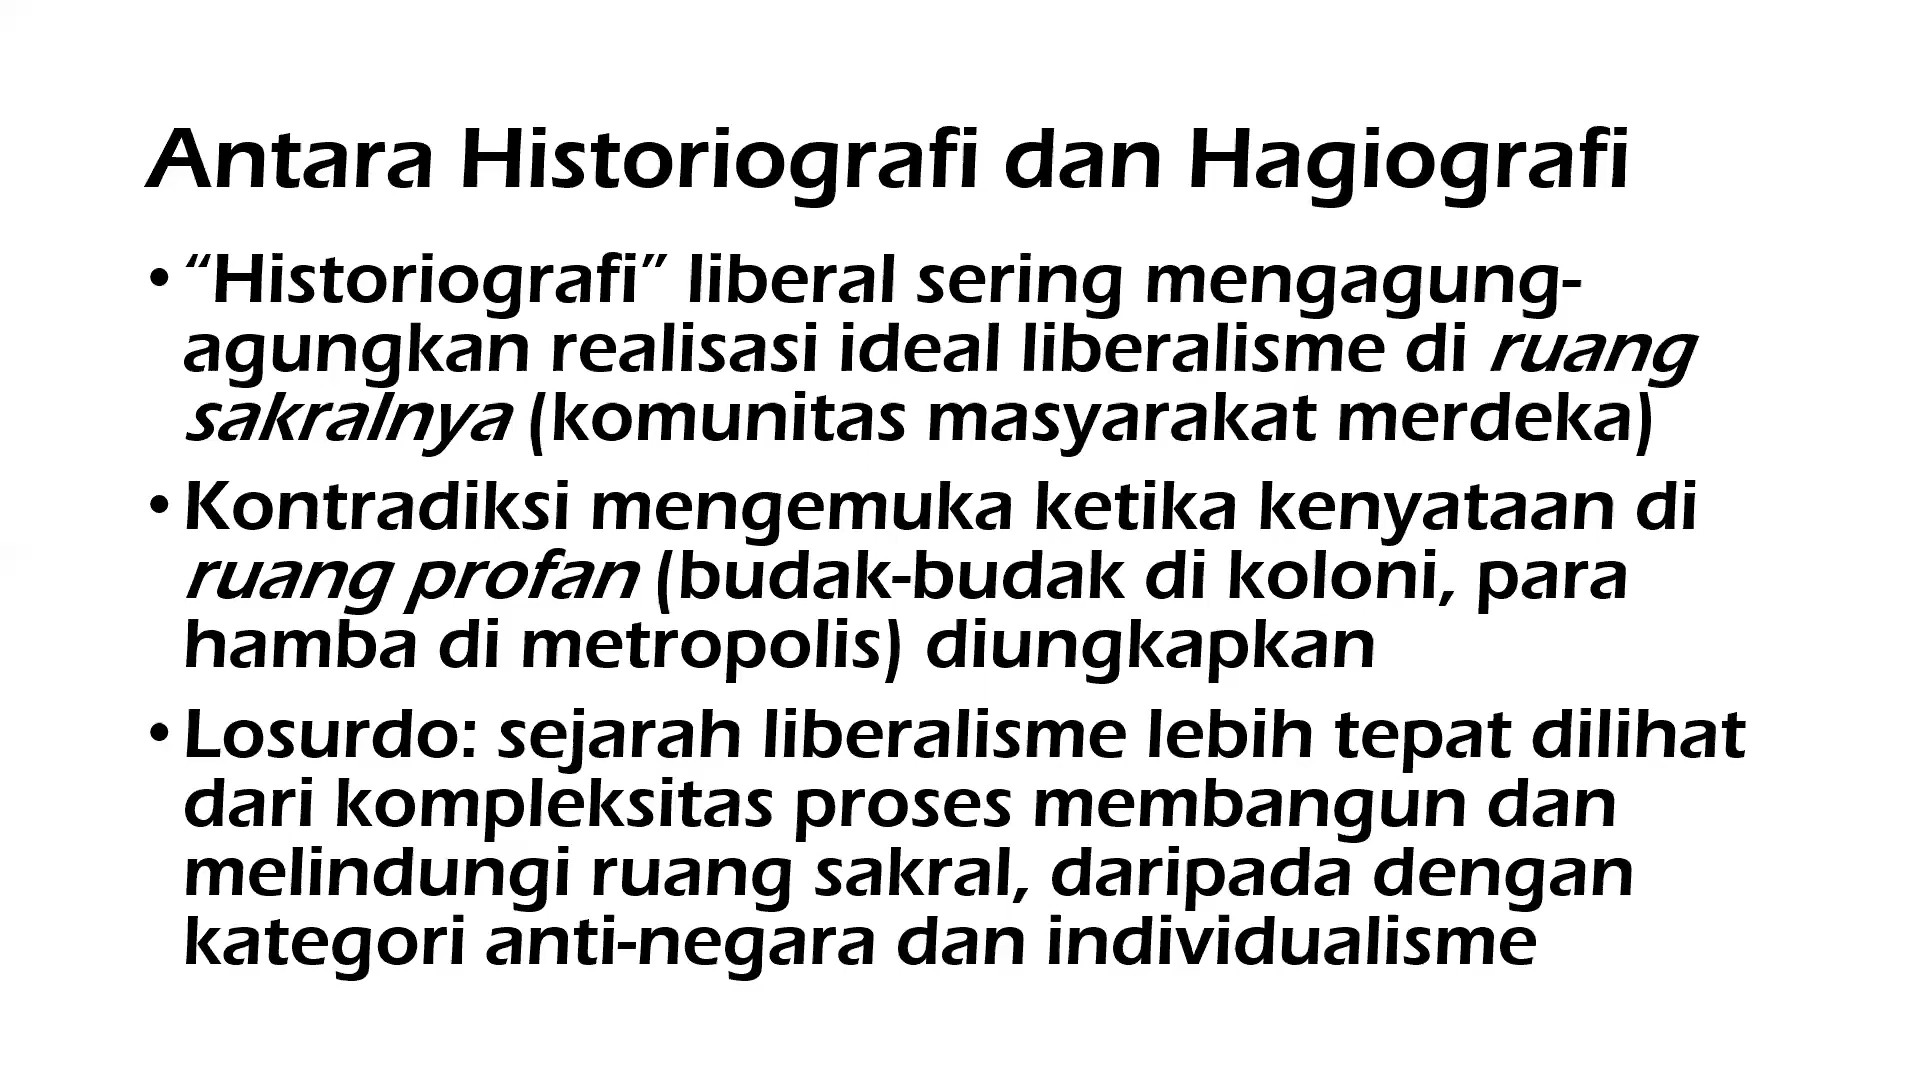 Antara Historiografi dan Hagiografi
• “Historiografi” liberal sering mengagung-
agungkan realisasi ideal liberalisme di ruang
sakralnya (komunitas masyarakat merdeka)
• Kontradiksi mengemuka ketika kenyataan di
ruang profan (budak-budak di koloni, para
hamba di metropolis) diungkapkan
• Losurdo: sejarah liberalisme lebih tepat dilihat
dari kompleksitas proses membangun dan
melindungi ruang sakral, daripada dengan
kategori anti-negara dan individualisme